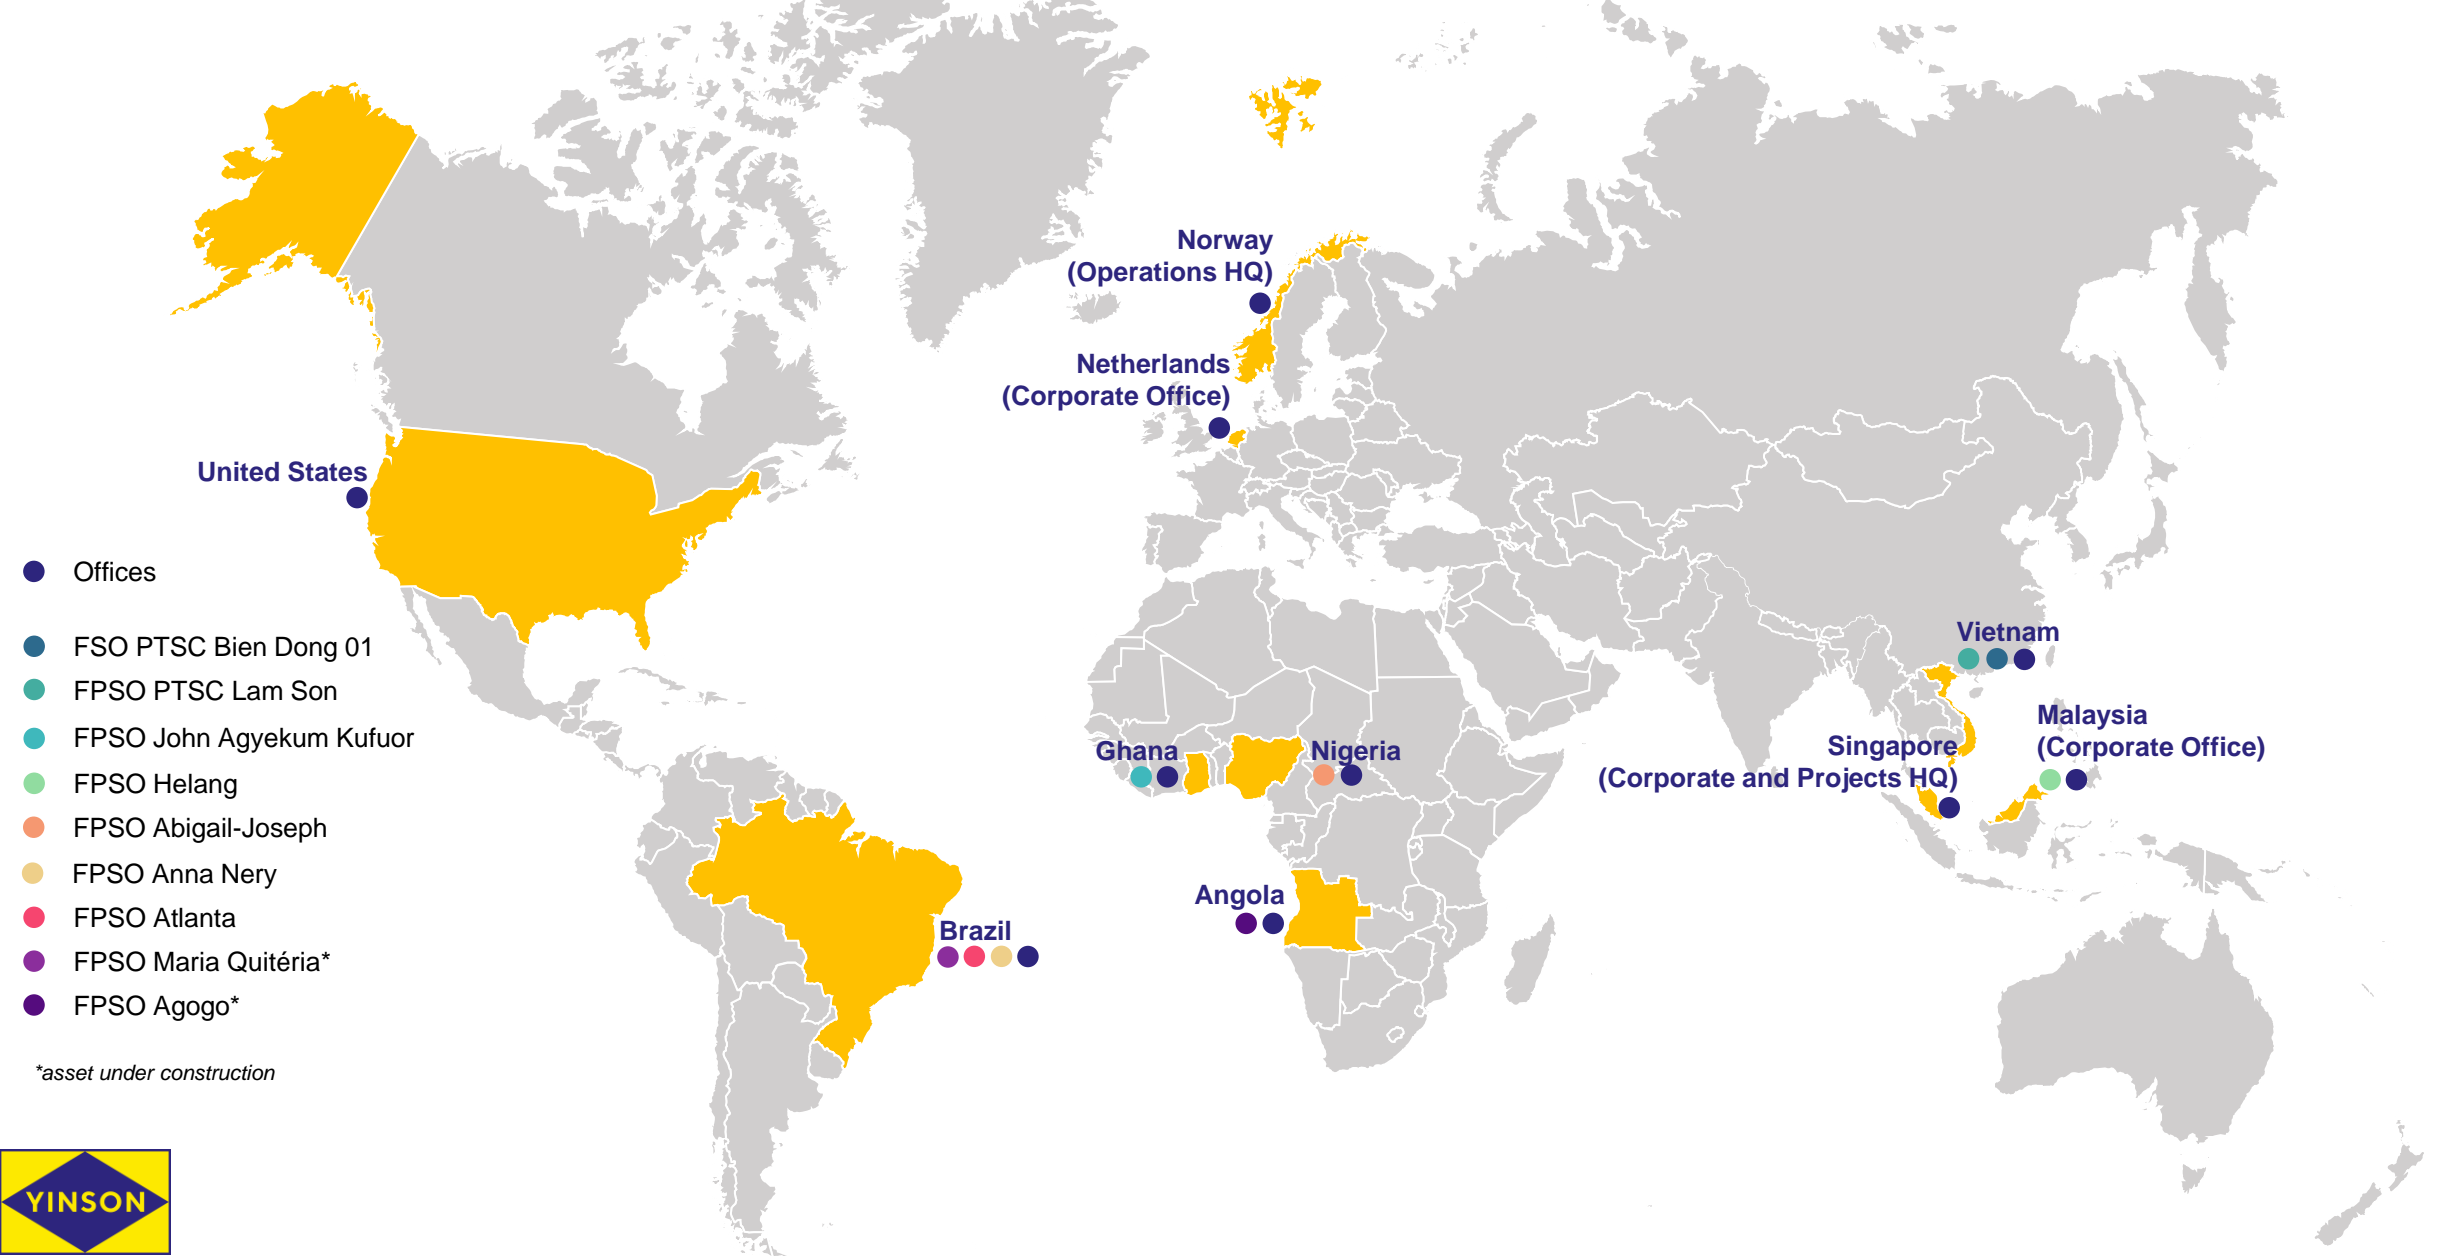 Norway
(Operations HQ)
Netherlands
(Corporate Office)
United States
Offices
FSO PTSC Bien Dong 01
FPSO PTSC Lam Son
FPSO John Agyekum Kufuor
FPSO Helang
FPSO Abigail-Joseph
FPSO Anna Nery
FPSO Atlanta
FPSO Maria Quitéria*
FPSO Agogo*
*asset under construction
Vietnam
Malaysia
(Corporate Office)
Singapore
(Corporate and Projects HQ)
Ghana
Nigeria
Angola
Brazil
YINSON